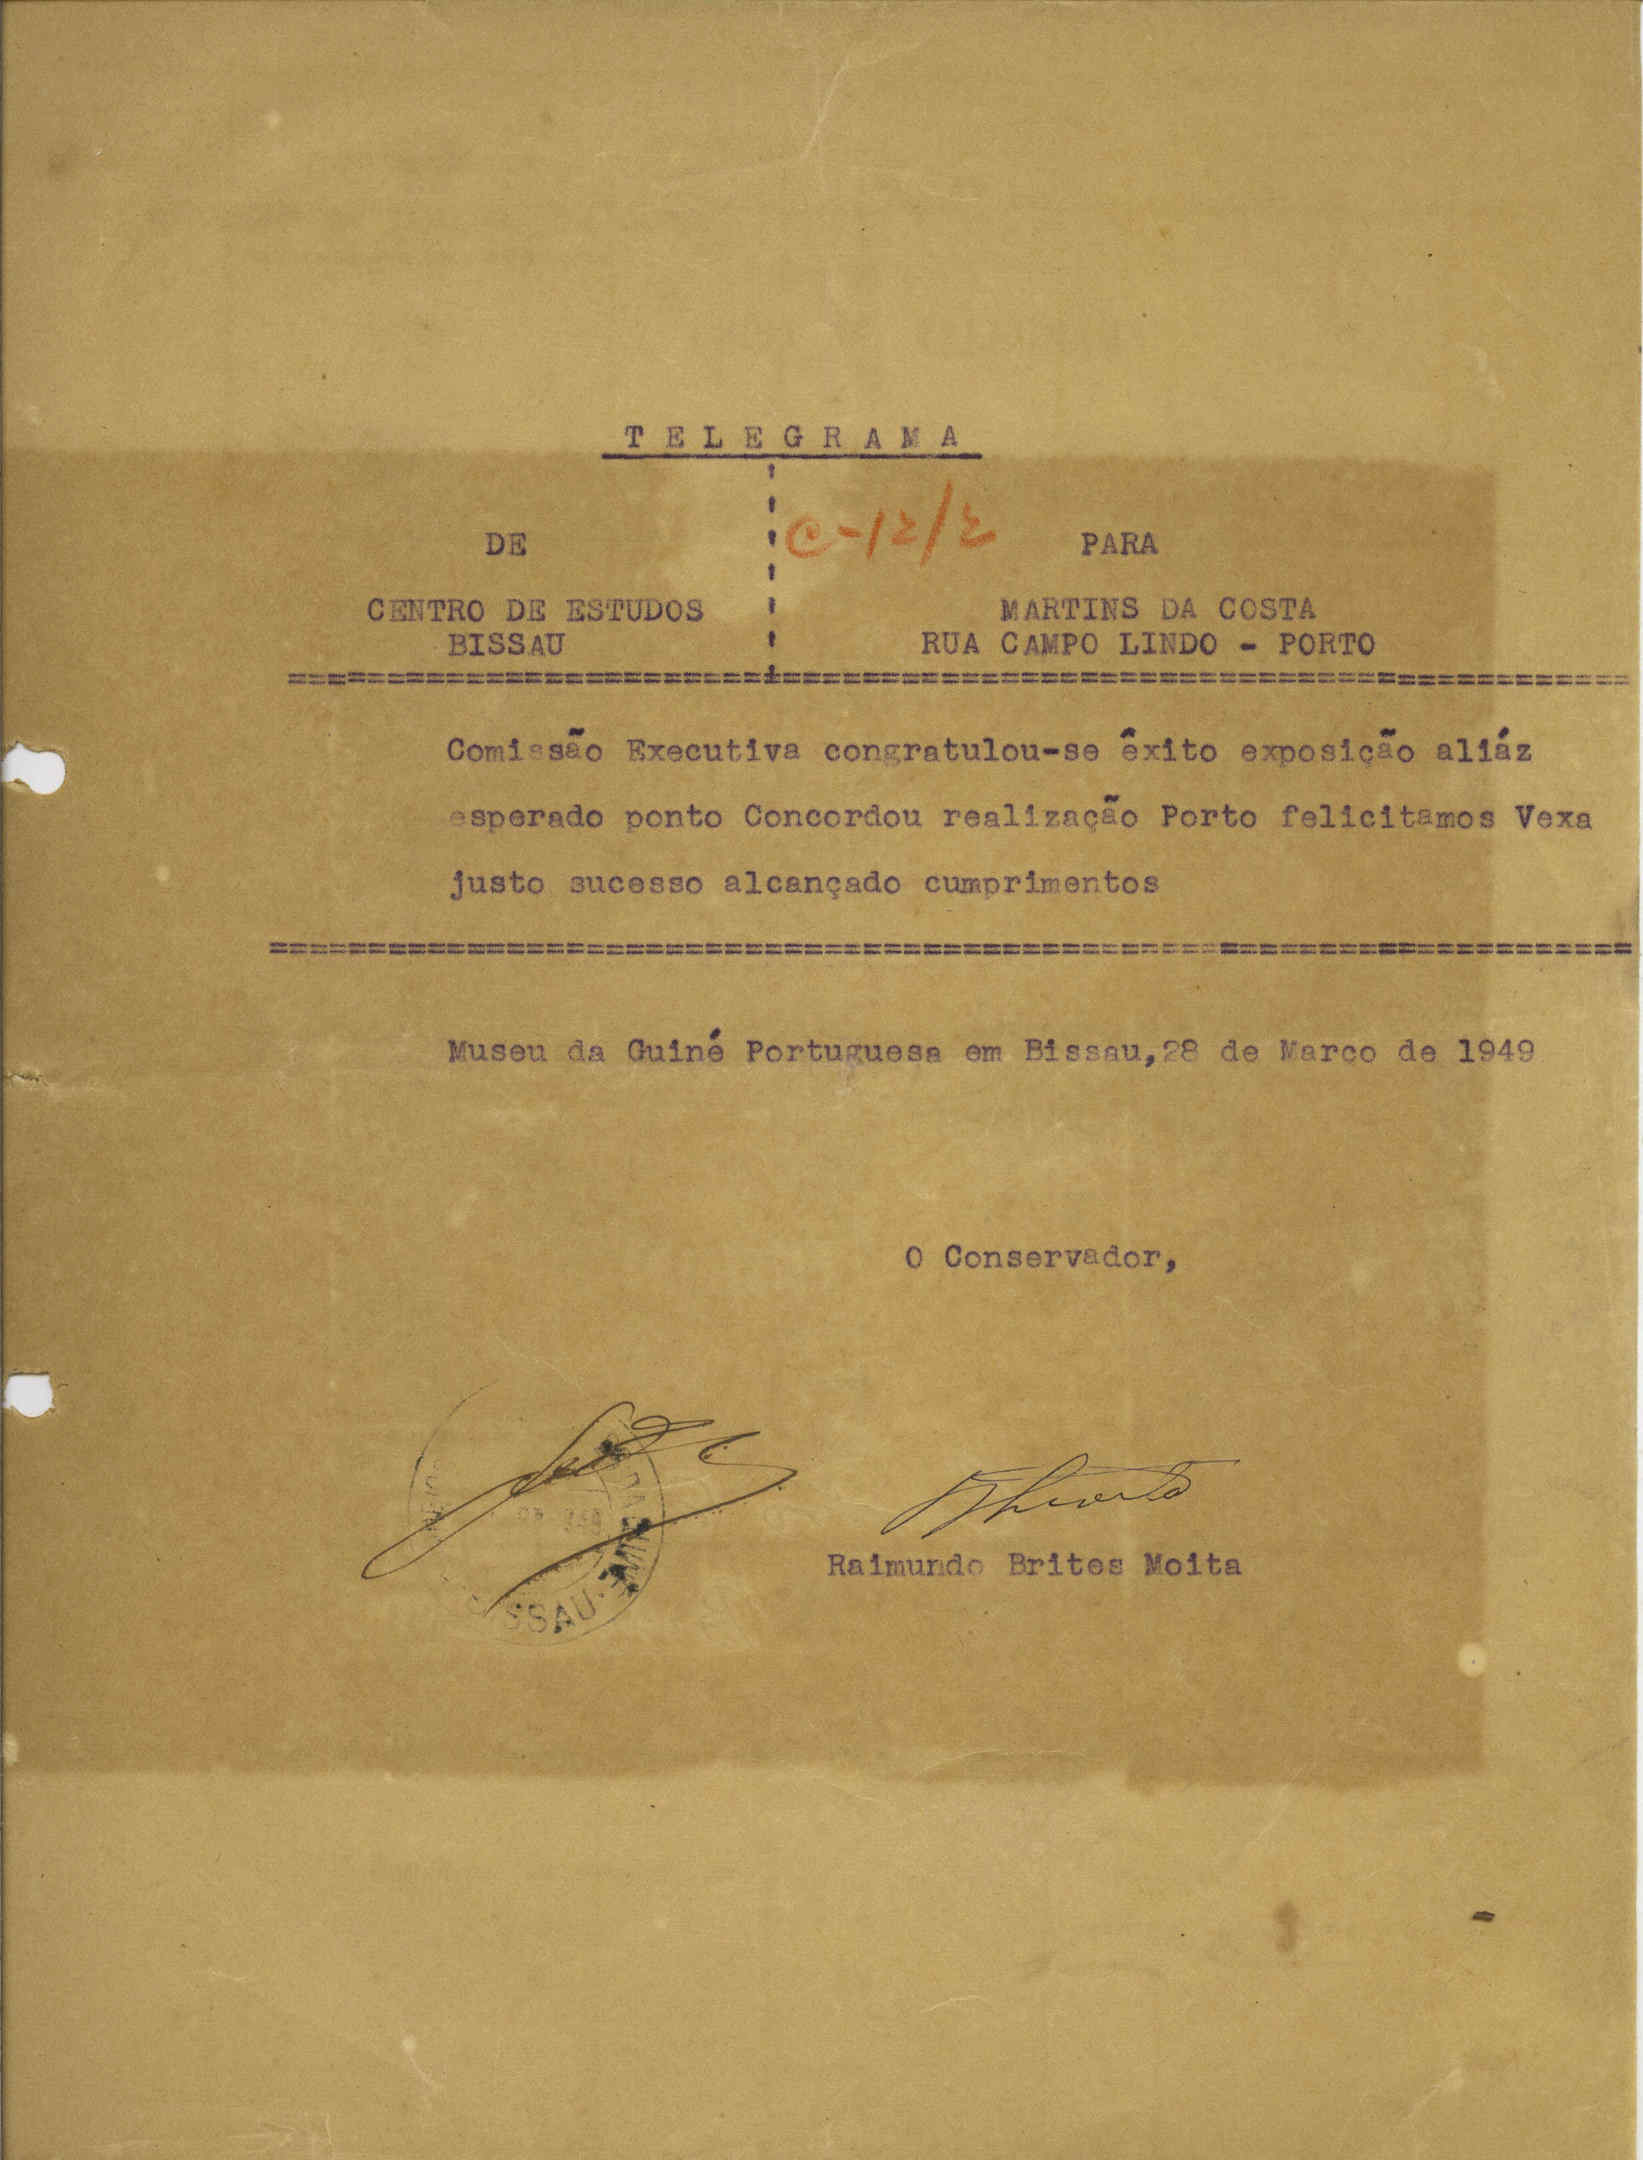 TELEGRAMA
C-12/2
DE
PARA
CENTRO DE ESTUDOS
BISSAU
MARTINS DA COSTA
RUA CAMPO LINDO - PORTO
Comissão Executiva congratulou-se êxito exposição aliáz
esperado ponto Concordou realização Porto felicitamos Vexa
justo sucesso alcançado cumprimentos
Museu da Guiné Portuguesa em Bissau,28 de Março de 1949
O Conservador,
Raimundo Brites Moita